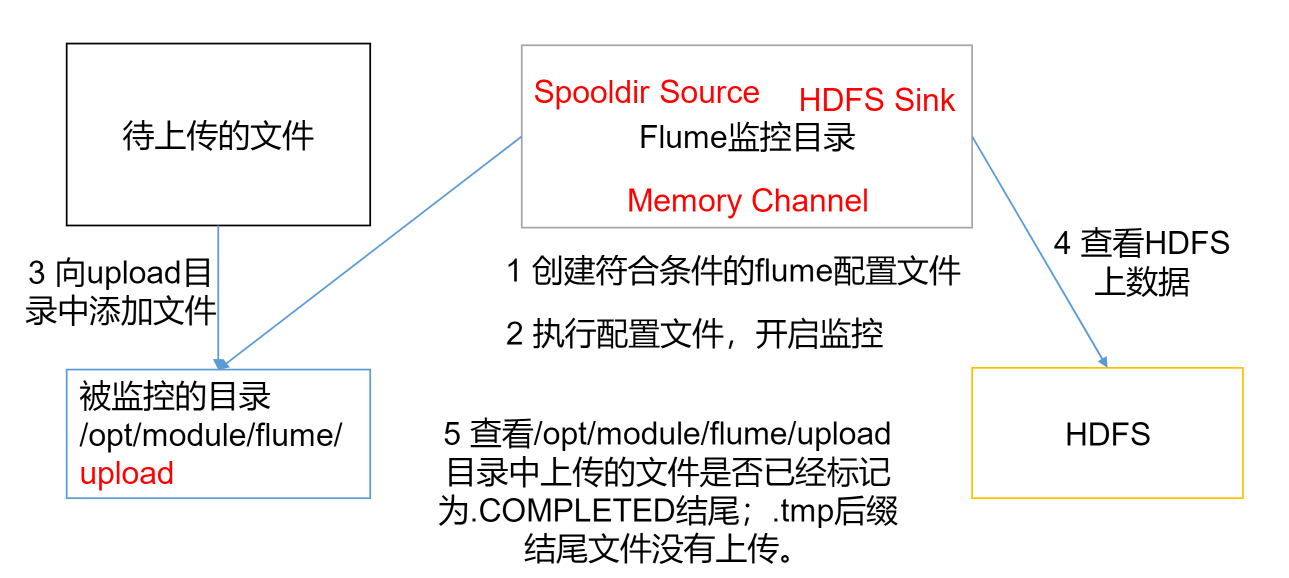 待上传的文件
Spooldir Source
HDFS Sink
Flume监控目录
Memory Channel
3 向upload目
录中添加文件
1 创建符合条件的flume配置文件
2 执行配置文件，开启监控
4 查看HDFS
上数据
被监控的目录
/opt/module/flume/
upload
5 查看/opt/module/flume/upload
目录中上传的文件是否已经标记
为.COMPLETED结尾；.tmp后缀
结尾文件没有上传。
HDFS